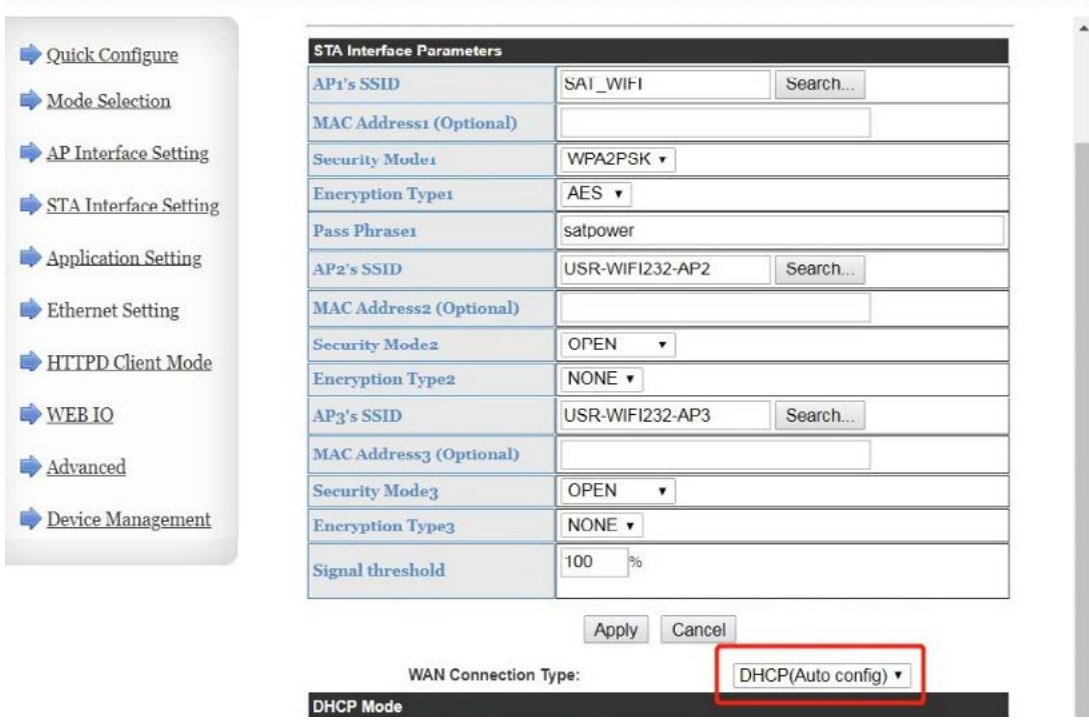 Quick Configure
Mode Selection
AP Interface Setting
STA Interface Setting
Application Setting
Ethernet Setting
HTTPD Client Mode
WEB IO
Advanced
Device Management
STA Interface Parameters
AP1's SSID SAT_WIFI Search...
MAC Address1 (Optional)
Security Mode1 WPA2PSK
Encryption Type1 AES
Pass Phrase1 satpower
AP2's SSID USR-WIFI232-AP2 Search...
MAC Address2 (Optional)
Security Mode2 OPEN
Encryption Type2 NONE
AP3's SSID USR-WIFI232-AP3 Search...
MAC Address3 (Optional)
Security Mode3 OPEN
Encryption Type3 NONE
Signal threshold 100 %
Apply Cancel
WAN Connection Type: DHCP(Auto config)
DHCP Mode